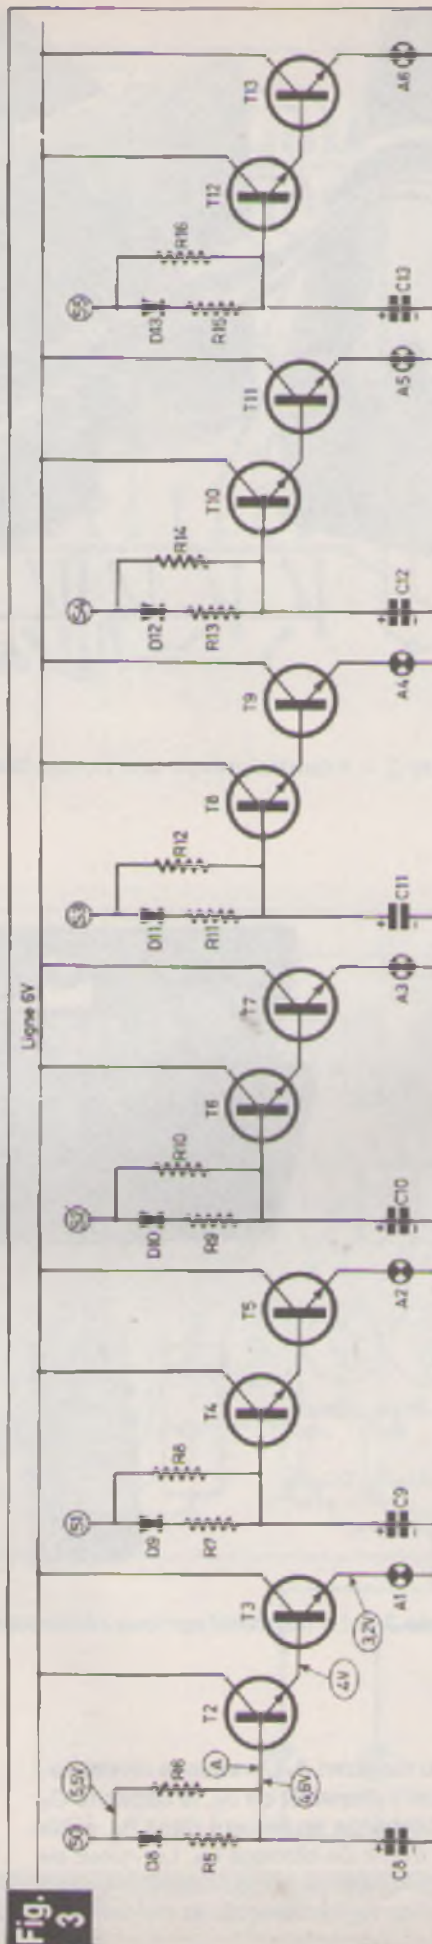 Fig. 3
Ligne 6V
S0
S1
S2
S3
S4
S5
5,5V
D8
R5
R6
A
4,6V
T2
T3
4V
3,2V
C8
A1
D9
R7
R8
T4
T5
C9
A2
D10
R9
R10
T6
T7
C10
A3
D11
R11
R12
T8
T9
C11
A4
D12
R13
R14
T10
T11
C12
A5
D13
R15
R16
T12
T13
C13
A6